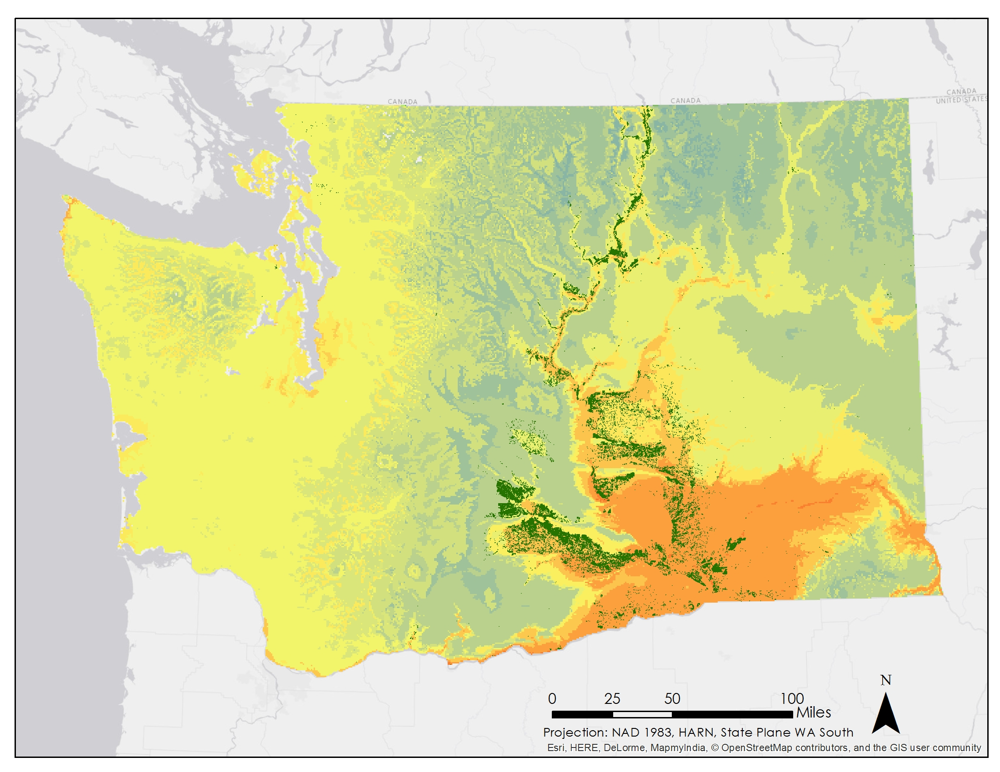 CANADA
CANADA
CANADA
UNITED STATES
N
0 25 50 100
Miles
Projection: NAD 1983, HARN, State Plane WA South
Esri, HERE, DeLorme, MapmyIndia, © OpenStreetMap contributors, and the GIS user community